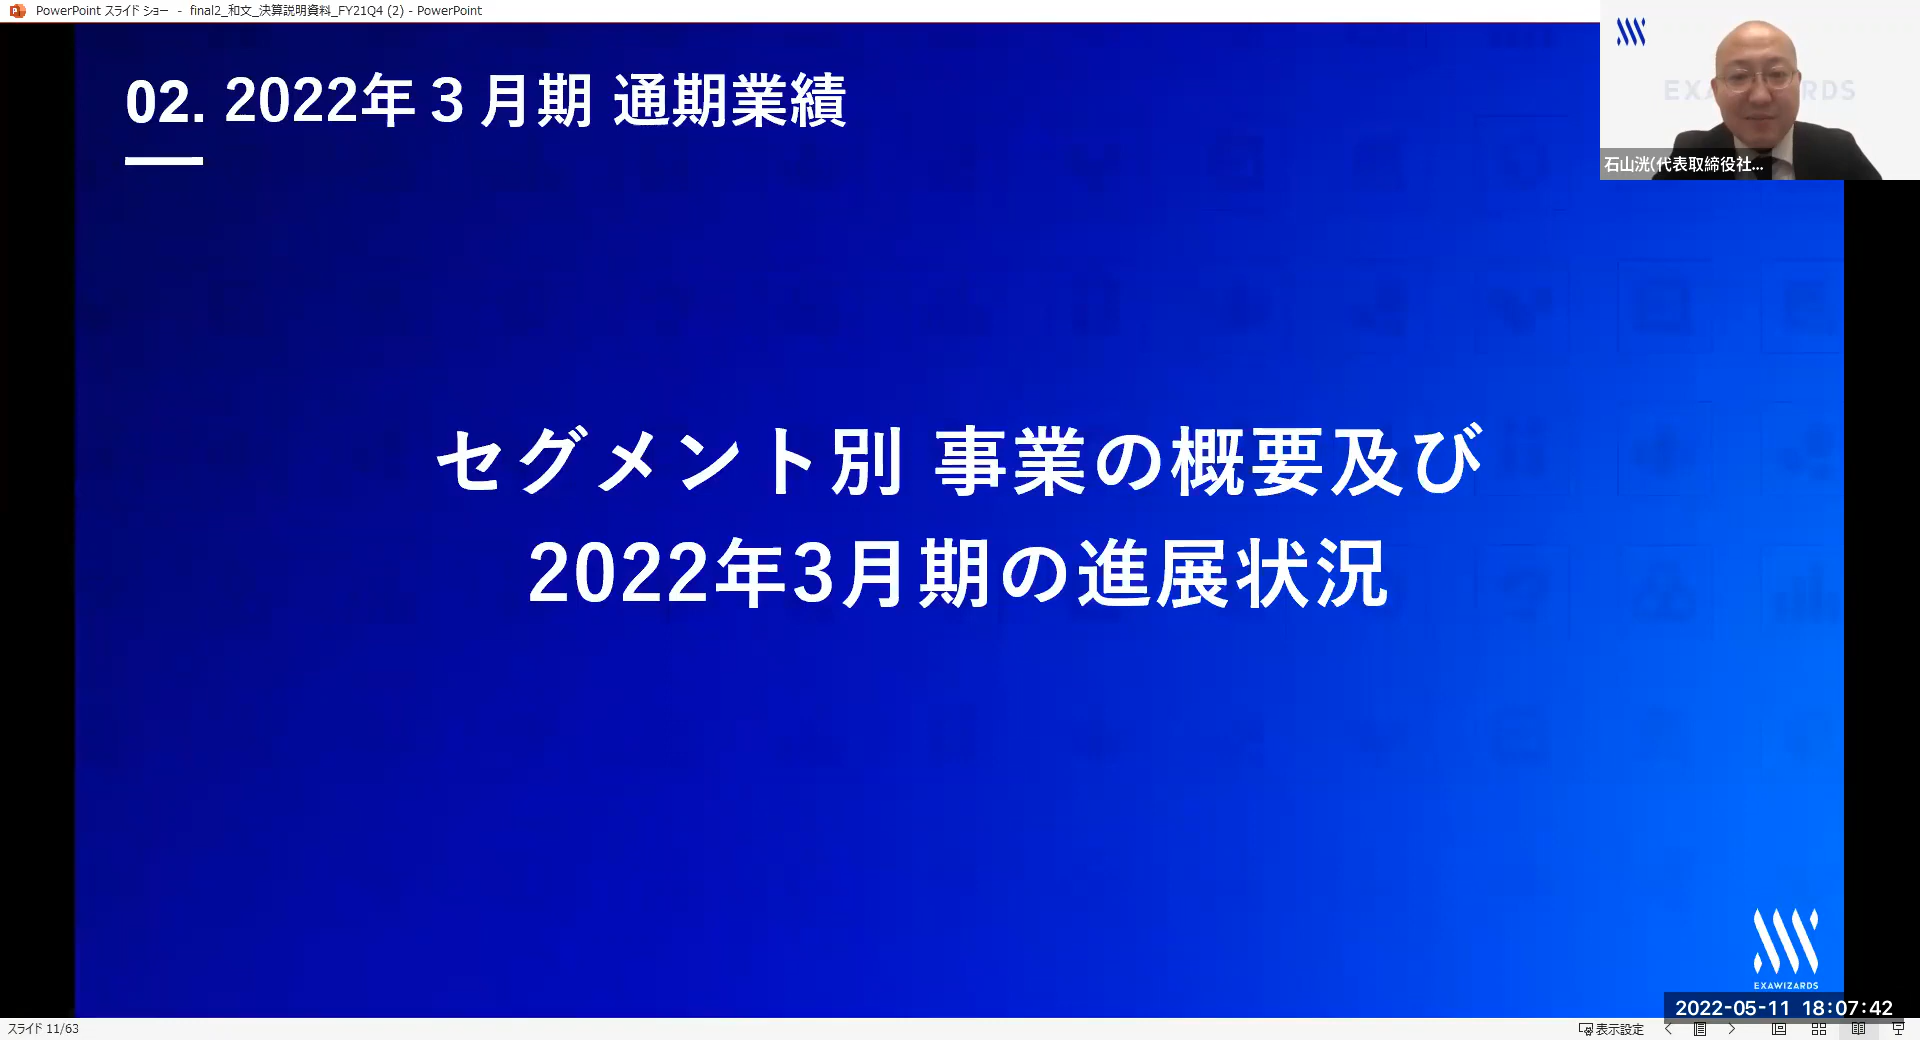 PowerPoint スライド ショー - final2_和文_決算説明資料_FY21Q4 (2) - PowerPoint
02. 2022年３月期 通期業績
石山洸(代表取締役社...
セグメント別 事業の概要及び
2022年3月期の進展状況
EXAWIZARDS
2022-05-11 18:07:42
スライド 11/63
表示設定